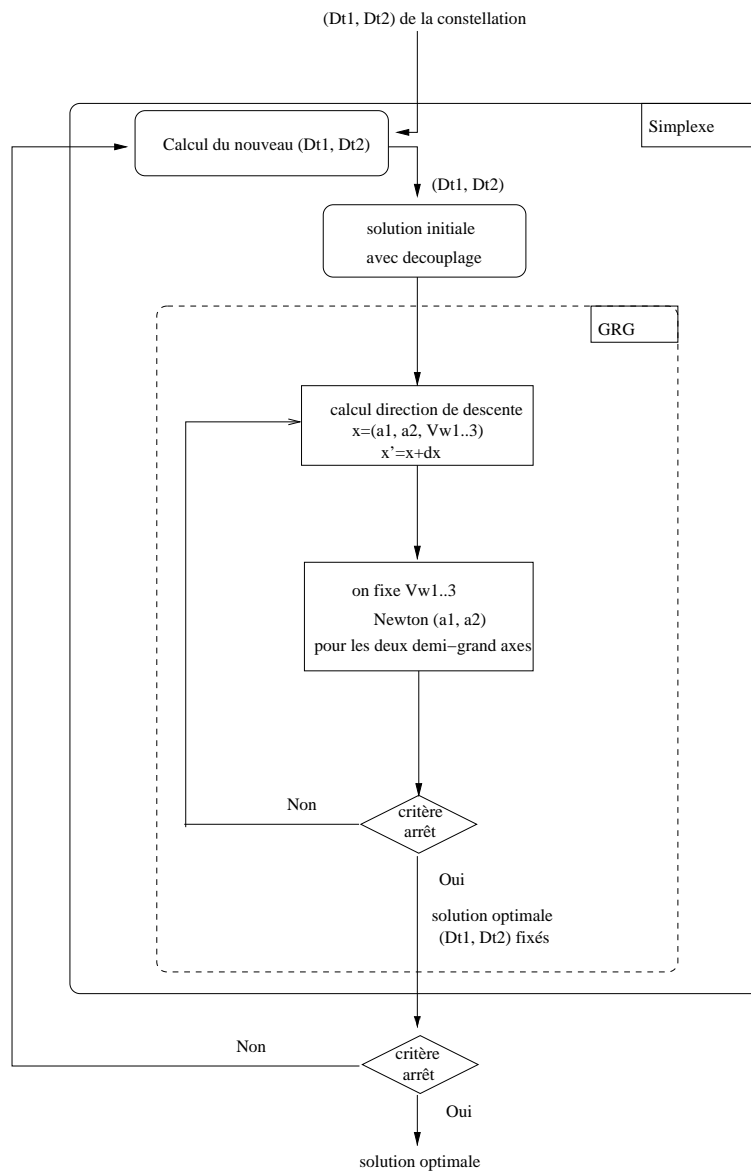 (Dt1, Dt2) de la constellation
Simplexe
Calcul du nouveau (Dt1, Dt2)
(Dt1, Dt2)
solution initiale
avec decouplage
GRG
calcul direction de descente
x=(a1, a2, Vw1..3)
x’=x+dx
on fixe Vw1..3
Newton (a1, a2)
pour les deux demi−grand axes
Non
critère
arrêt
Oui
solution optimale
(Dt1, Dt2) fixés
Non
critère
arrêt
Oui
solution optimale